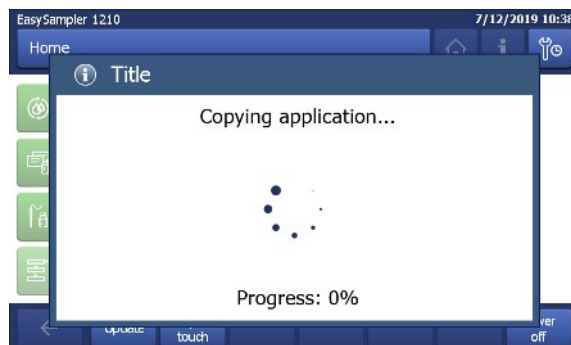 EasySampler 1210
7/12/2019 10:38
Home
Title
Copying application...
Progress: 0%
Update
touch
off